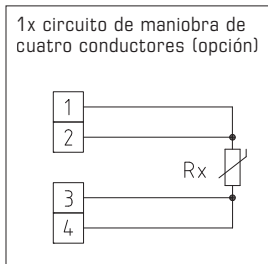 1x circuito de maniobra de
cuatro conductores (opción)
1
2
Rx
3
4